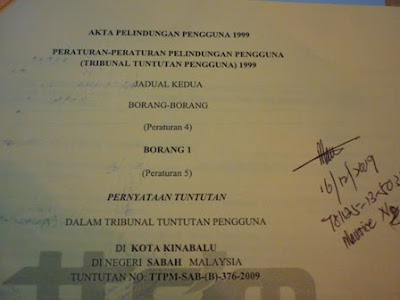 AKTA PELINDUNGAN PENGGUNA 1999
PERATURAN-PERATURAN PELINDUNGAN PENGGUNA
(TRIBUNAL TUNTUTAN PENGGUNA) 1999
JADUAL KEDUA
BORANG-BORANG
(Peraturan 4)
BORANG 1
(Peraturan 5)
PERNYATAAN TUNTUTAN
DALAM TRIBUNAL TUNTUTAN PENGGUNA
DI KOTA KINABALU
DI NEGERI SABAH MALAYSIA
TUNTUTAN NO: TTPM-SAB-(B)-376-2009
16/12/2009
Maurice